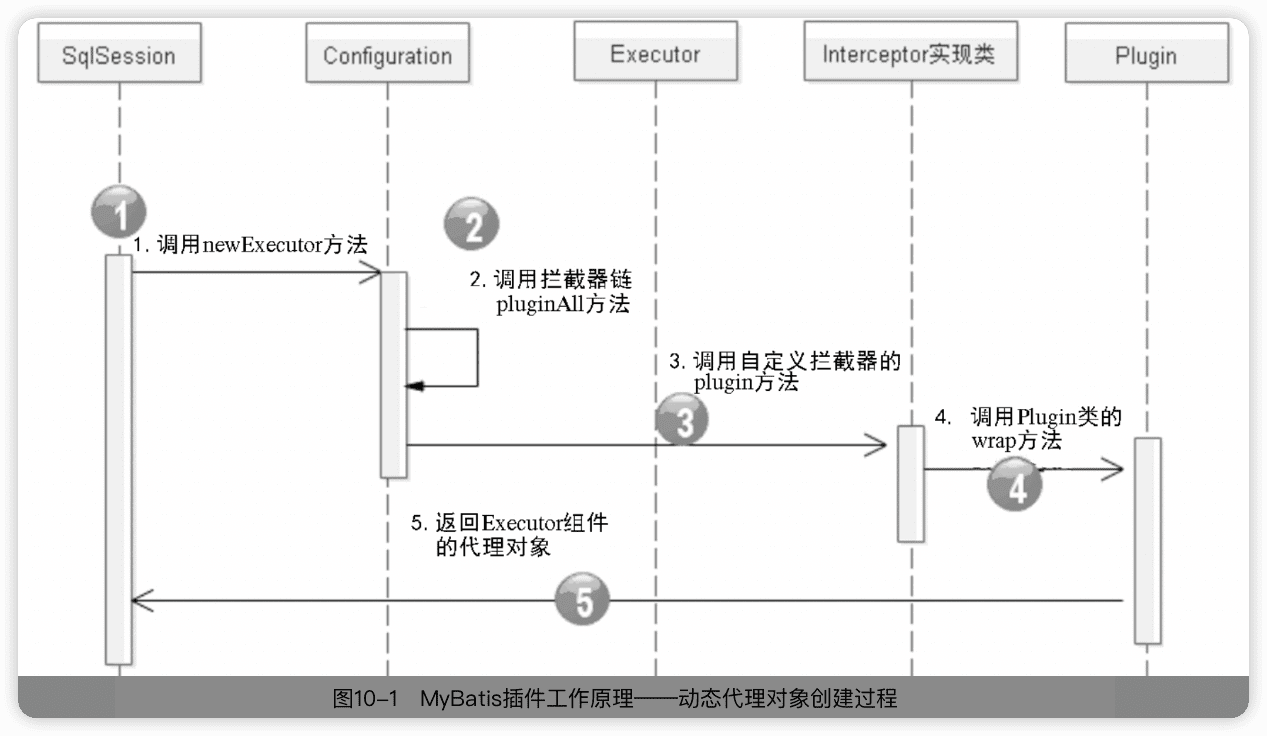 SqlSession
Configuration
Executor
Interceptor实现类
Plugin
1
1. 调用newExecutor方法
2
2. 调用拦截器链
pluginAll方法
3. 调用自定义拦截器的
plugin方法
3
4. 调用Plugin类的
wrap方法
4
5. 返回Executor组件
的代理对象
5
图10-1 MyBatis插件工作原理——动态代理对象创建过程